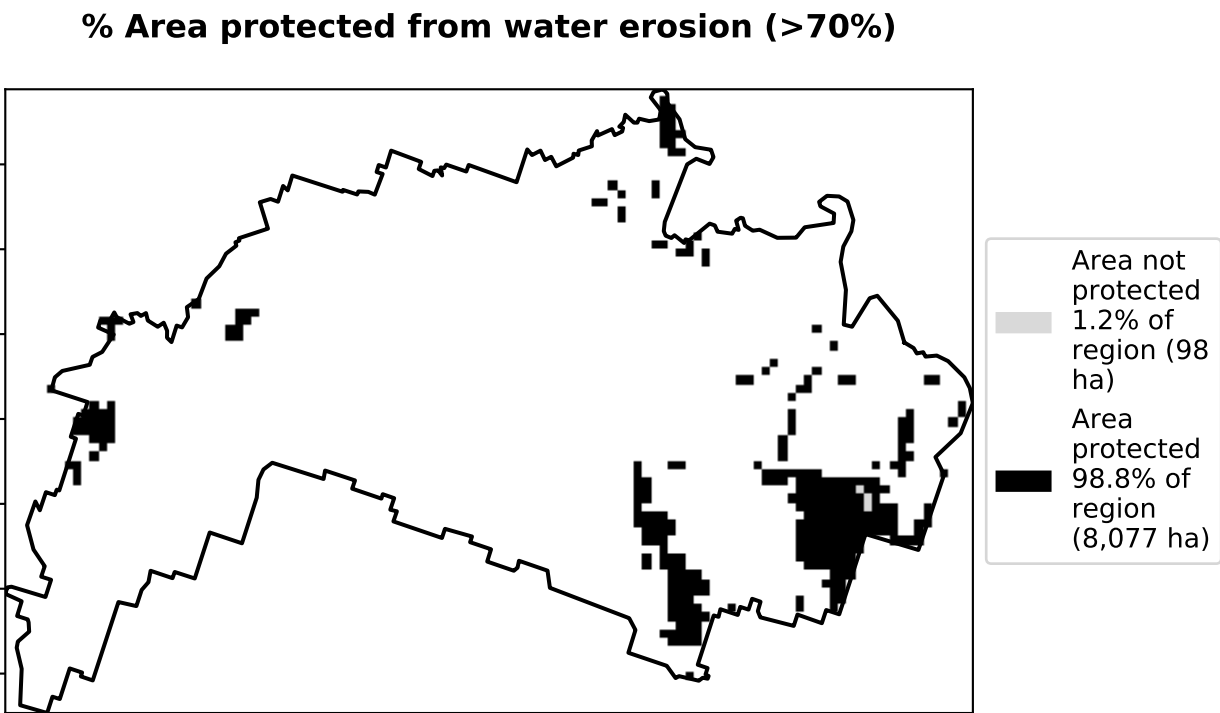 % Area protected from water erosion (>70%)
Area not
protected
1.2% of
region (98
ha)
Area
protected
98.8% of
region
(8,077 ha)